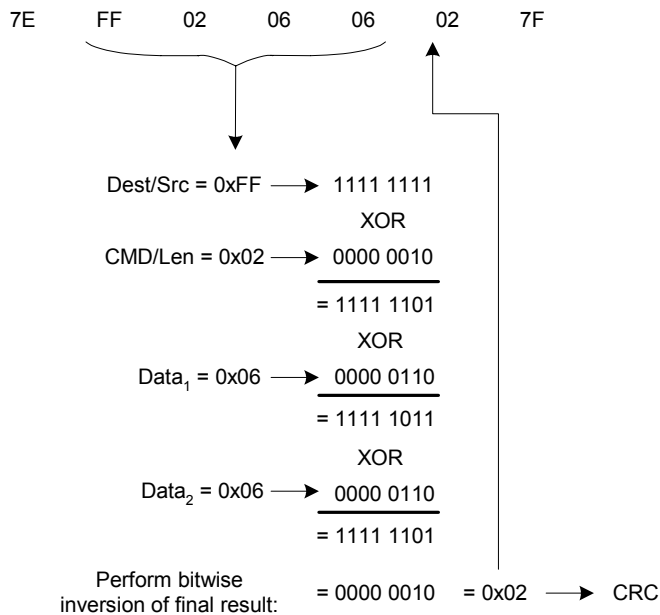 7E FF 02 06 06 02 7F
Dest/Src = 0xFF 1111 1111
XOR
CMD/Len = 0x02 0000 0010
= 1111 1101
XOR
Data₁ = 0x06 0000 0110
= 1111 1011
XOR
Data₂ = 0x06 0000 0110
= 1111 1101
Perform bitwise
inversion of final result: = 0000 0010 = 0x02 CRC